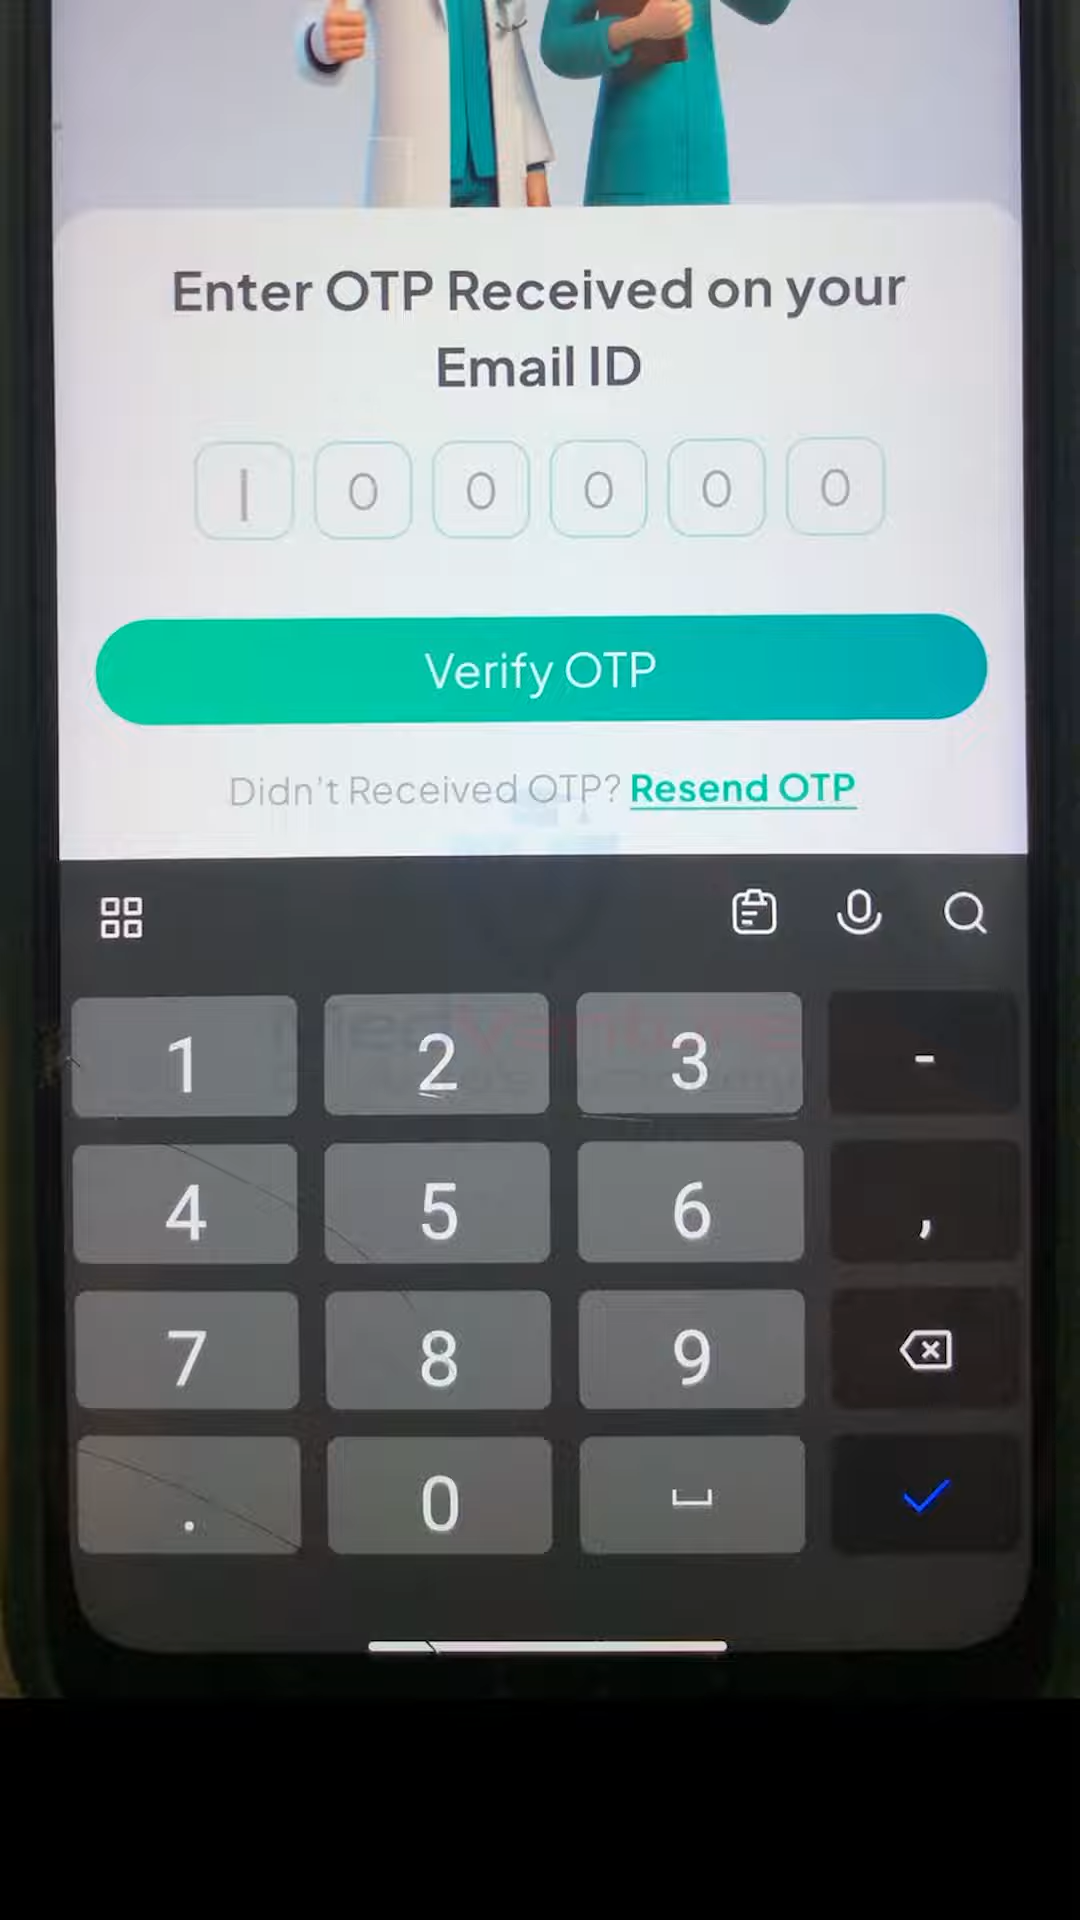 Enter OTP Received on your
Email ID
0 0 0 0 0
Verify OTP
Didn't Received OTP? Resend OTP
1 2 3 -
4 5 6 ,
7 8 9
. 0